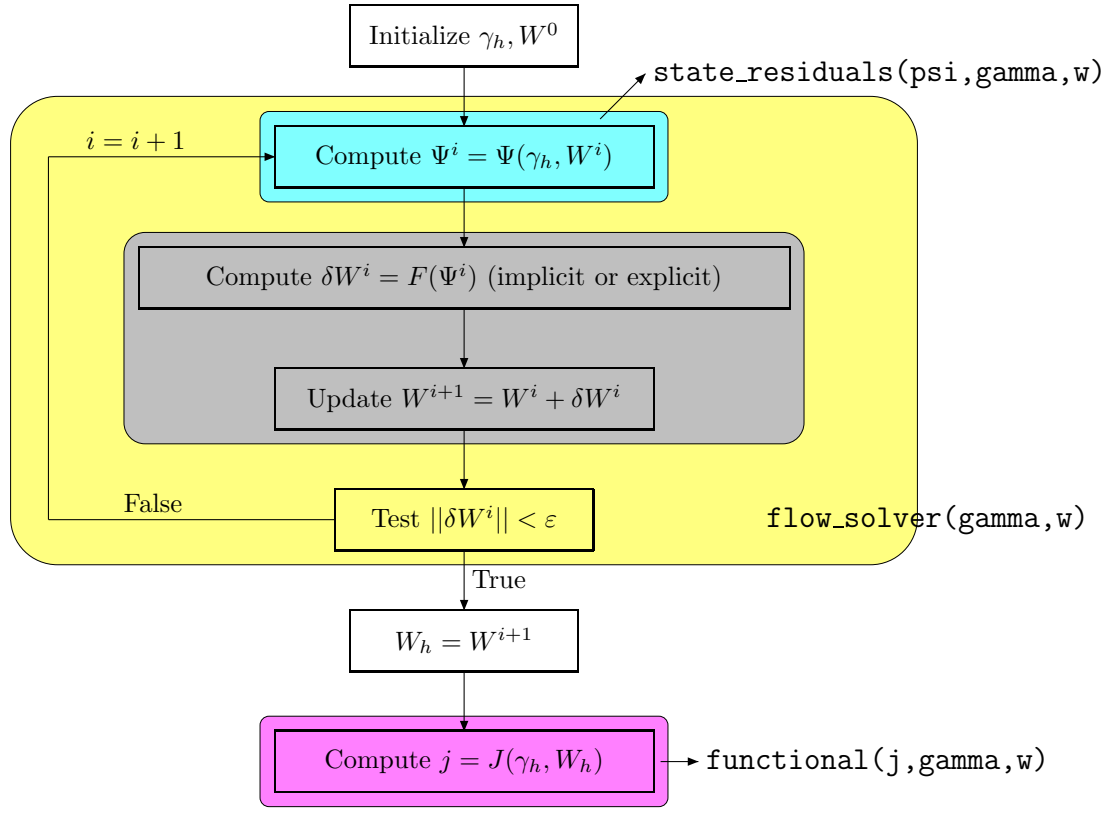 Initialize γ_h, W^0
state_residuals(psi,gamma,w)
i = i + 1
Compute Ψ^i = Ψ(γ_h, W^i)
Compute δW^i = F(Ψ^i) (implicit or explicit)
Update W^{i+1} = W^i + δW^i
False
Test ||δW^i|| < ε
flow_solver(gamma,w)
True
W_h = W^{i+1}
Compute j = J(γ_h, W_h)
functional(j,gamma,w)